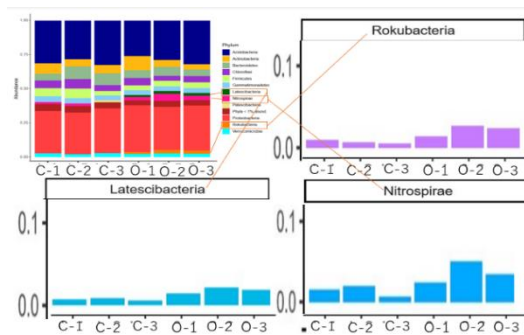 Phylum
Acidobacteria
Actinobacteria
Bacteroidetes
Chloroflexi
Firmicutes
Gemmatimonadetes
Latescibacteria
Nitrospirae
Proteobacteria
Rokubacteria
Verrucomicrobia
C-1 C-2 C-3 O-1 O-2 O-3
Rokubacteria
0.1
0.0
C-1 C-2 C-3 O-1 O-2 O-3
Latescibacteria
0.1
0.0
C-1 C-2 C-3 O-1 O-2 O-3
Nitrospirae
0.1
0.0
C-1 C-2 C-3 O-1 O-2 O-3